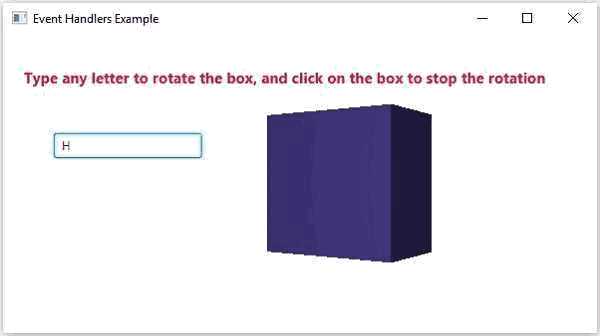 Event Handlers Example
Type any letter to rotate the box, and click on the box to stop the rotation
H